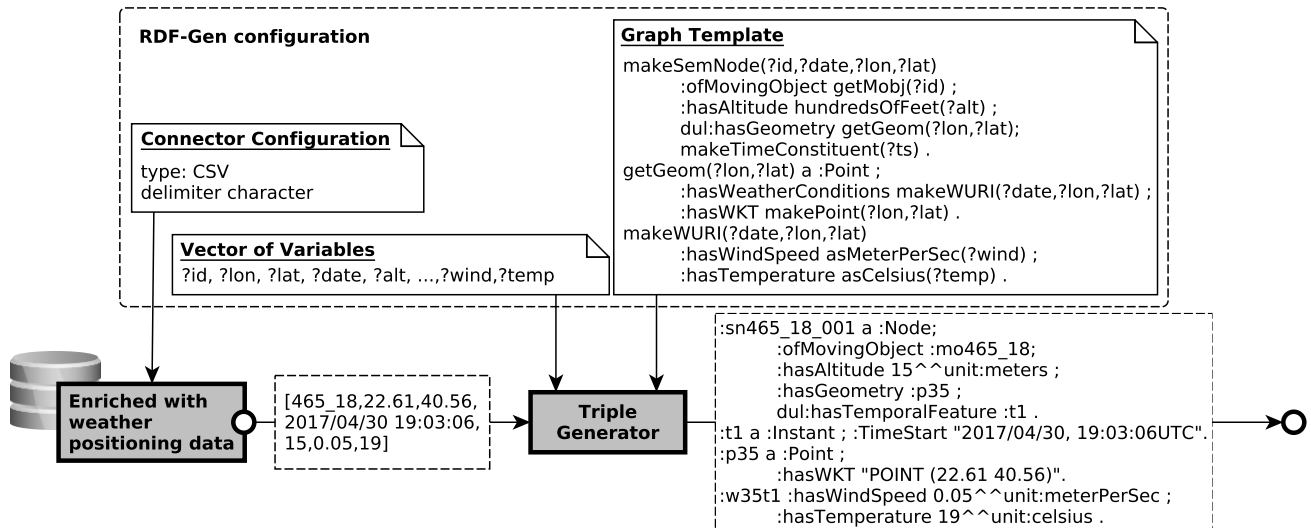 RDF-Gen configuration
Graph Template
makeSemNode(?id,?date,?lon,?lat)
:ofMovingObject getMobj(?id) ;
:hasAltitude hundredsOfFeet(?alt) ;
dul:hasGeometry getGeom(?lon,?lat);
makeTimeConstituent(?ts) .
getGeom(?lon,?lat) a :Point ;
:hasWeatherConditions makeWURI(?date,?lon,?lat) ;
:hasWKT makePoint(?lon,?lat) .
makeWURI(?date,?lon,?lat)
:hasWindSpeed asMeterPerSec(?wind) ;
:hasTemperature asCelsius(?temp) .
Connector Configuration
type: CSV
delimiter character
Vector of Variables
?id, ?lon, ?lat, ?date, ?alt, ...,?wind,?temp
Enriched with
weather
positioning data
[465_18,22.61,40.56,
2017/04/30 19:03:06,
15,0.05,19]
Triple
Generator
:sn465_18_001 a :Node;
:ofMovingObject :mo465_18;
:hasAltitude 15^^unit:meters ;
:hasGeometry :p35 ;
dul:hasTemporalFeature :t1 .
:t1 a :Instant ; :TimeStart "2017/04/30, 19:03:06UTC".
:p35 a :Point ;
:hasWKT "POINT (22.61 40.56)".
:w35t1 :hasWindSpeed 0.05^^unit:meterPerSec ;
:hasTemperature 19^^unit:celsius .